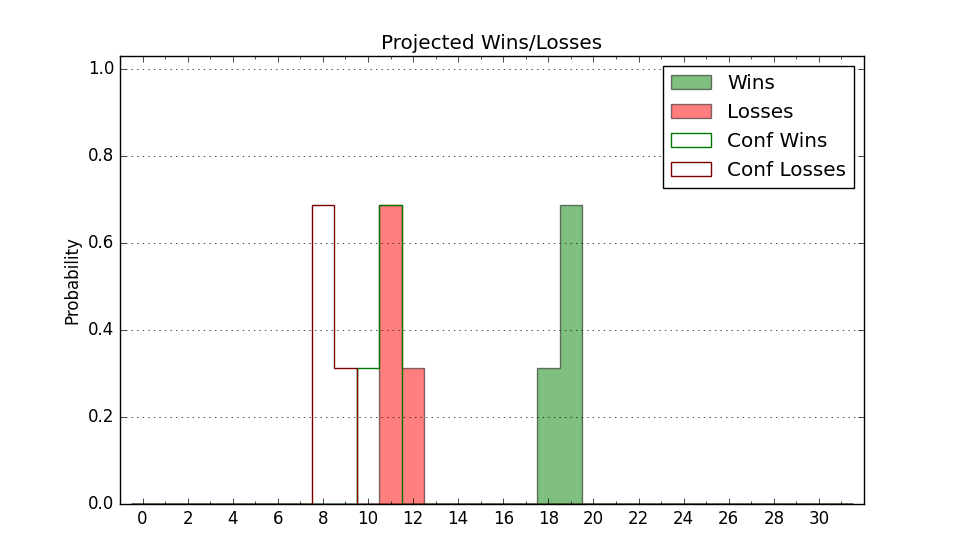 Projected Wins/Losses
1.0
0.8
0.6
0.4
0.2
0.0
Probability
Wins
Losses
Conf Wins
Conf Losses
0 2 4 6 8 10 12 14 16 18 20 22 24 26 28 30